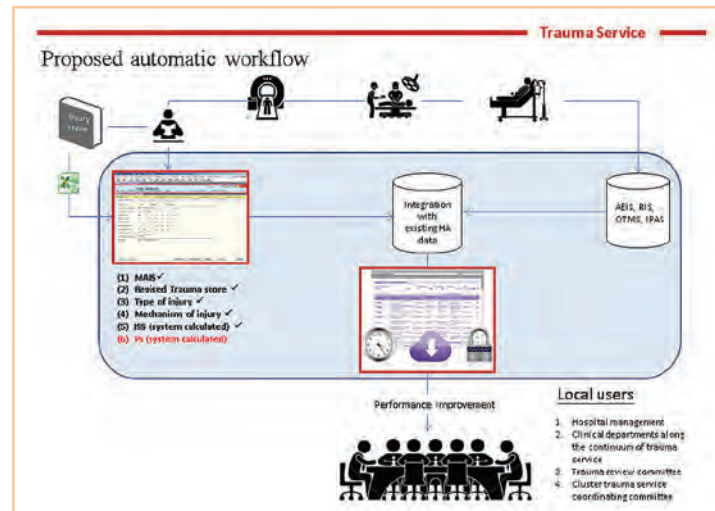 Trauma Service
Proposed automatic workflow
Injury
Integration
with
existing HA
data
AEIS, RIS,
OTMS, IPAS
(1) MAIS ✓
(2) Revised Trauma score ✓
(3) Type of injury ✓
(4) Mechanism of injury ✓
(5) ISS (system calculated) ✓
(6) Ps (system calculated)
Performance Improvement
Local users
1. Hospital management
2. Clinical departments along
the continuum of trauma
service
3. Trauma review committee
4. Cluster trauma service
coordinating committee